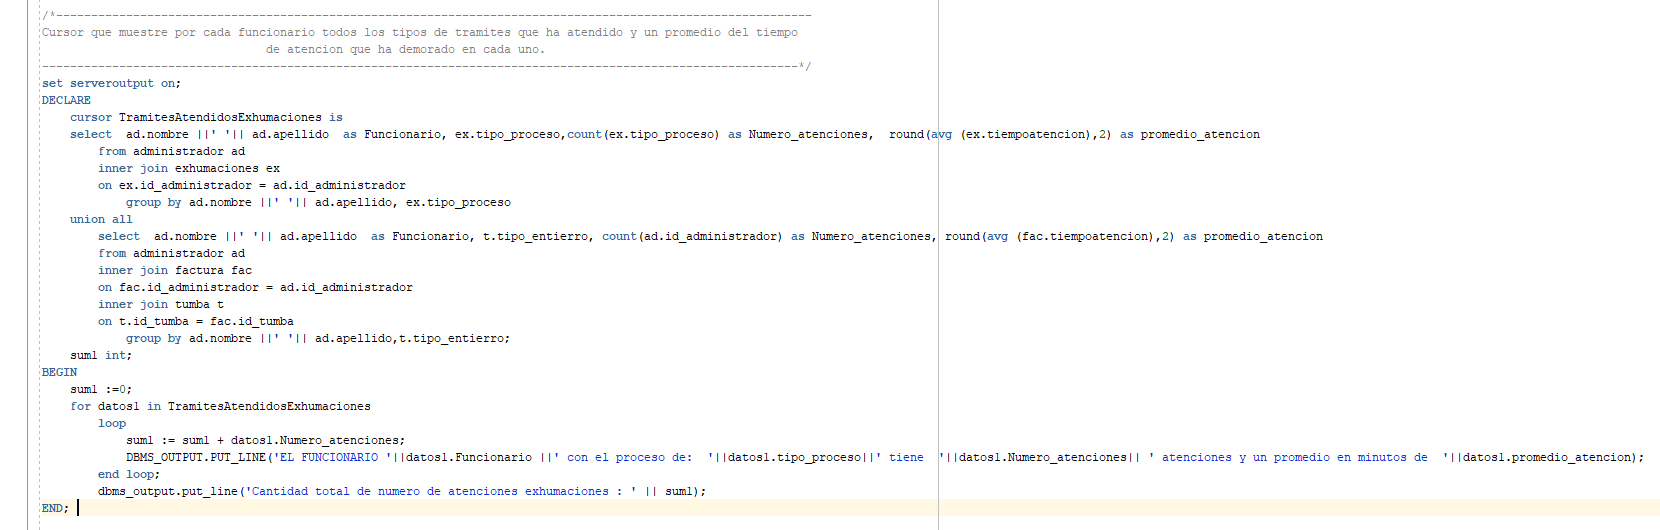 /*------------------------------------------------------------------------------------------------------------
Cursor que muestre por cada funcionario todos los tipos de tramites que ha atendido y un promedio del tiempo
                                de atencion que ha demorado en cada uno.
------------------------------------------------------------------------------------------------------------*/
set serveroutput on;
DECLARE
    cursor TramitesAtendidosExhumaciones is
    select  ad.nombre ||' '|| ad.apellido  as Funcionario, ex.tipo_proceso,count(ex.tipo_proceso) as Numero_atenciones,  round(avg (ex.tiempoatencion),2) as promedio_atencion
        from administrador ad
        inner join exhumaciones ex
        on ex.id_administrador = ad.id_administrador
            group by ad.nombre ||' '|| ad.apellido, ex.tipo_proceso
    union all
        select  ad.nombre ||' '|| ad.apellido  as Funcionario, t.tipo_entierro, count(ad.id_administrador) as Numero_atenciones, round(avg (fac.tiempoatencion),2) as promedio_atencion
        from administrador ad
        inner join factura fac
        on fac.id_administrador = ad.id_administrador
        inner join tumba t
        on t.id_tumba = fac.id_tumba
            group by ad.nombre ||' '|| ad.apellido,t.tipo_entierro;
    sum1 int;
BEGIN
    sum1 :=0;
    for datos1 in TramitesAtendidosExhumaciones
        loop
            sum1 := sum1 + datos1.Numero_atenciones;
            DBMS_OUTPUT.PUT_LINE('EL FUNCIONARIO '||datos1.Funcionario ||' con el proceso de:  '||datos1.tipo_proceso||' tiene  '||datos1.Numero_atenciones|| ' atenciones y un promedio en minutos de  '||datos1.promedio_atencion);
        end loop;
        dbms_output.put_line('Cantidad total de numero de atenciones exhumaciones : ' || sum1);
END;